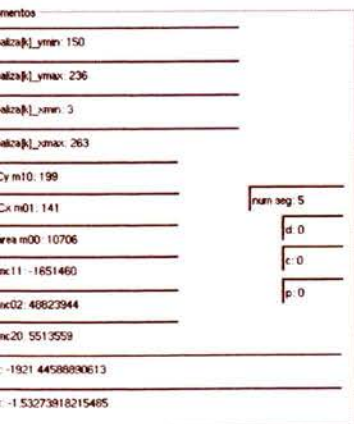 mentos
aliza[k]_ymin: 150
aliza[k]_ymax: 236
aliza[k]_xmin: 3
aliza[k]_xmax: 263
Cy m10: 199
Cx m01: 141
area m00: 10706
mc11: -1651460
mc02: 48823944
mc20: 5513559
: -1921.44588890613
: -1.53273918215485
num seg: 5
d: 0
c: 0
p: 0